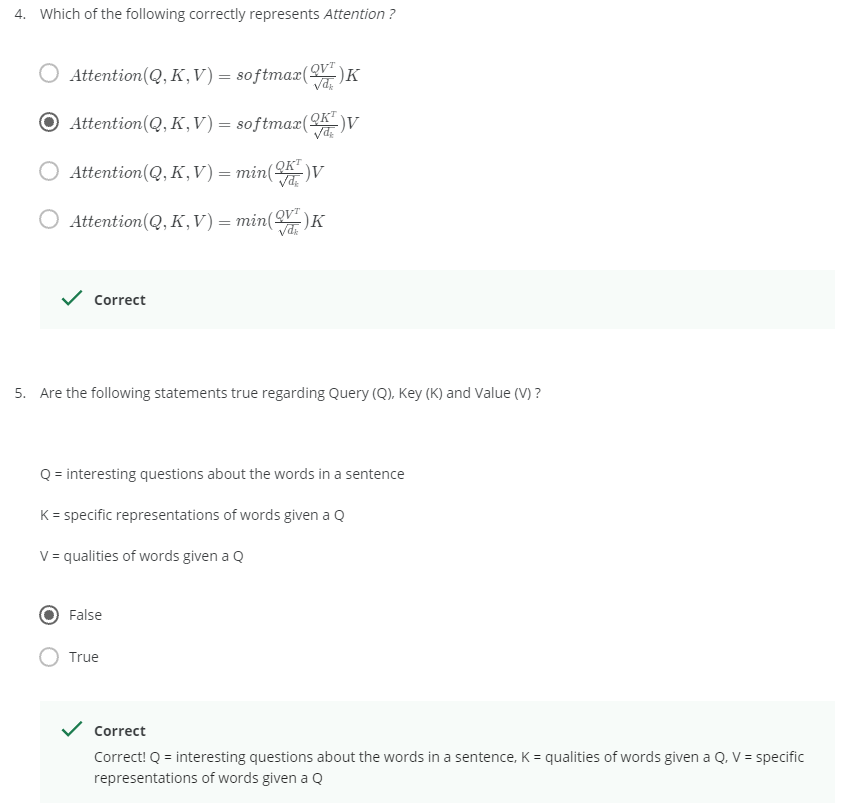 4. Which of the following correctly represents Attention ?
Attention(Q, K, V) = softmax(\frac{QV^T}{\sqrt{d_k}})K
Attention(Q, K, V) = softmax(\frac{QK^T}{\sqrt{d_k}})V
Attention(Q, K, V) = min(\frac{QK^T}{\sqrt{d_k}})V
Attention(Q, K, V) = min(\frac{QV^T}{\sqrt{d_k}})K
Correct
5. Are the following statements true regarding Query (Q), Key (K) and Value (V) ?
Q = interesting questions about the words in a sentence
K = specific representations of words given a Q
V = qualities of words given a Q
False
True
Correct
Correct! Q = interesting questions about the words in a sentence, K = qualities of words given a Q, V = specific
representations of words given a Q